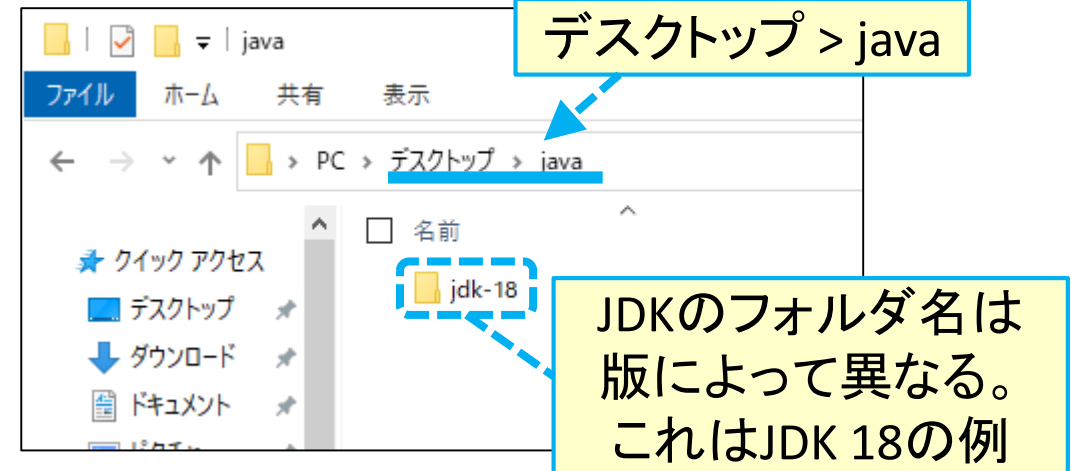 java
デスクトップ > java
ファイル ホーム 共有 表示
> PC > デスクトップ > java
名前
クイック アクセス
jdk-18
デスクトップ
ダウンロード
ドキュメント
JDKのフォルダ名は
版によって異なる。
これはJDK 18の例